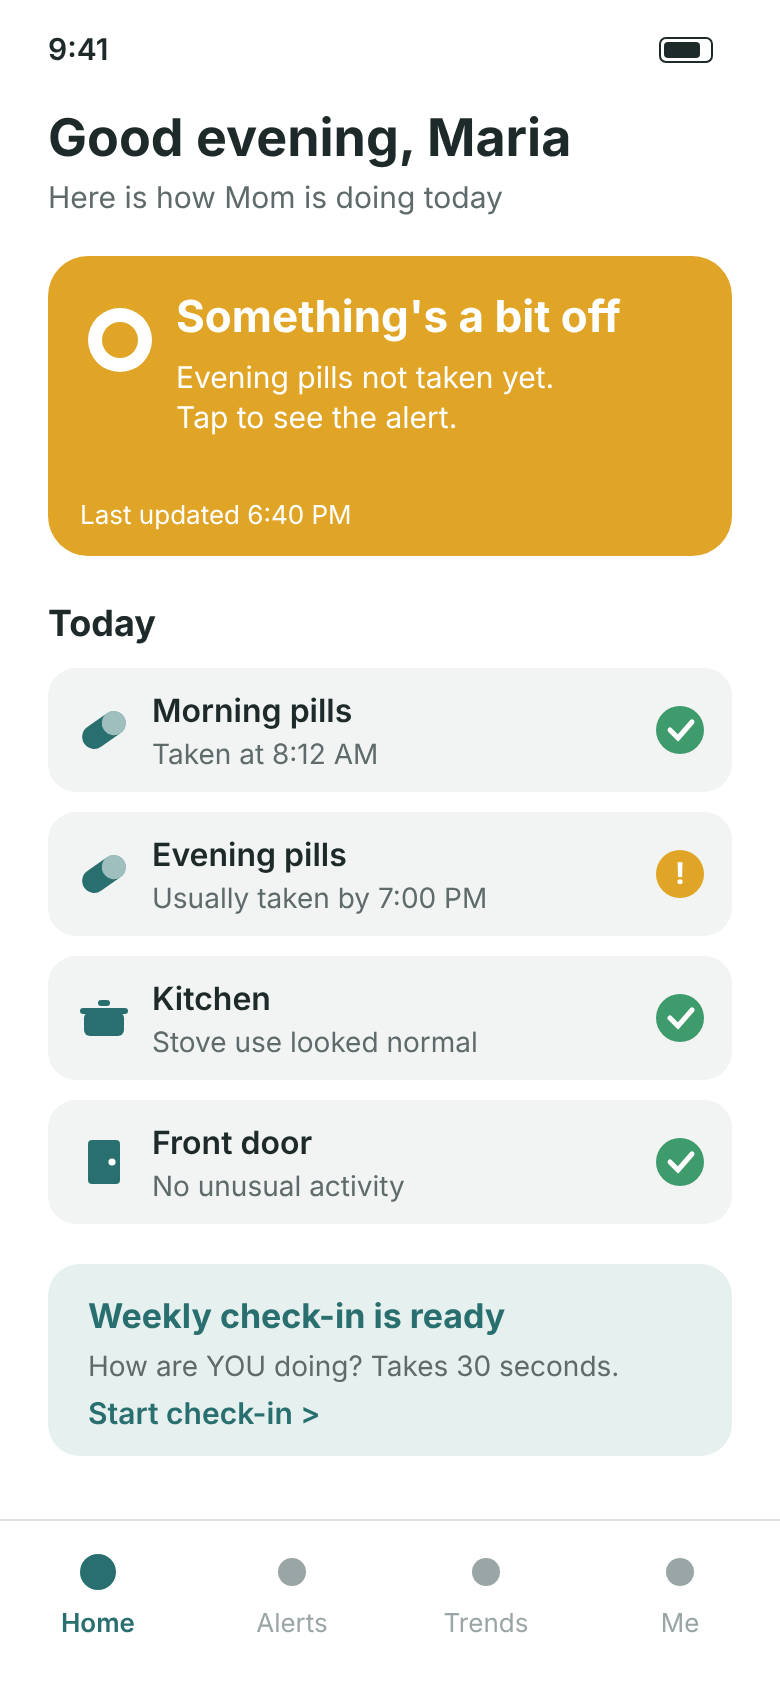 9:41
Good evening, Maria
Here is how Mom is doing today
Something's a bit off
Evening pills not taken yet.
Tap to see the alert.
Last updated 6:40 PM
Today
Morning pills
Taken at 8:12 AM
Evening pills
Usually taken by 7:00 PM
!
Kitchen
Stove use looked normal
Front door
No unusual activity
Weekly check-in is ready
How are YOU doing? Takes 30 seconds.
Start check-in >
Home
Alerts
Trends
Me